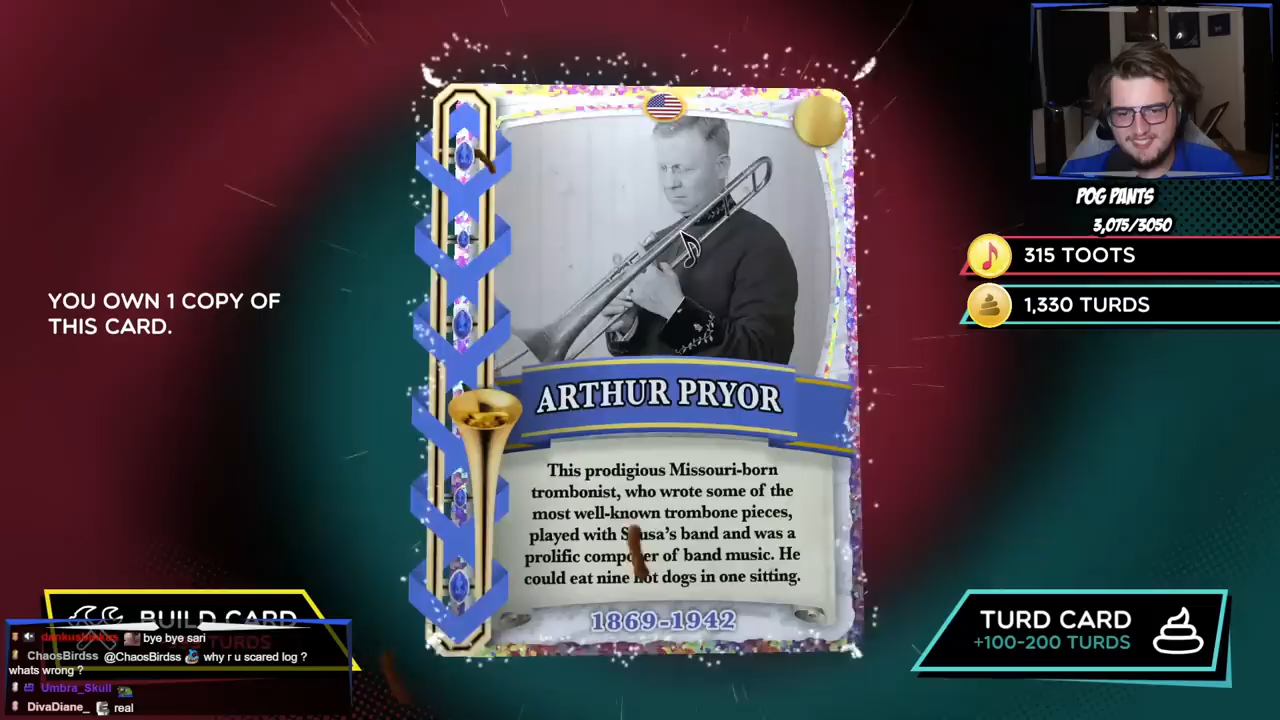 POG PANTS
3,075/3050
315 TOOTS
1,330 TURDS
YOU OWN 1 COPY OF
THIS CARD.
ARTHUR PRYOR
This prodigious Missouri-born
trombonist, who wrote some of the
most well-known trombone pieces,
played with Sousa's band and was a
prolific composer of band music. He
could eat nine hot dogs in one sitting.
1869-1942
BUILD CARD
TURDS
TURD CARD
+100-200 TURDS
dankusbinkus bye bye sari
ChaosBirdss @ChaosBirdss why r u scared log ?
whats wrong ?
Umbra_Skull
DivaDiane_ real